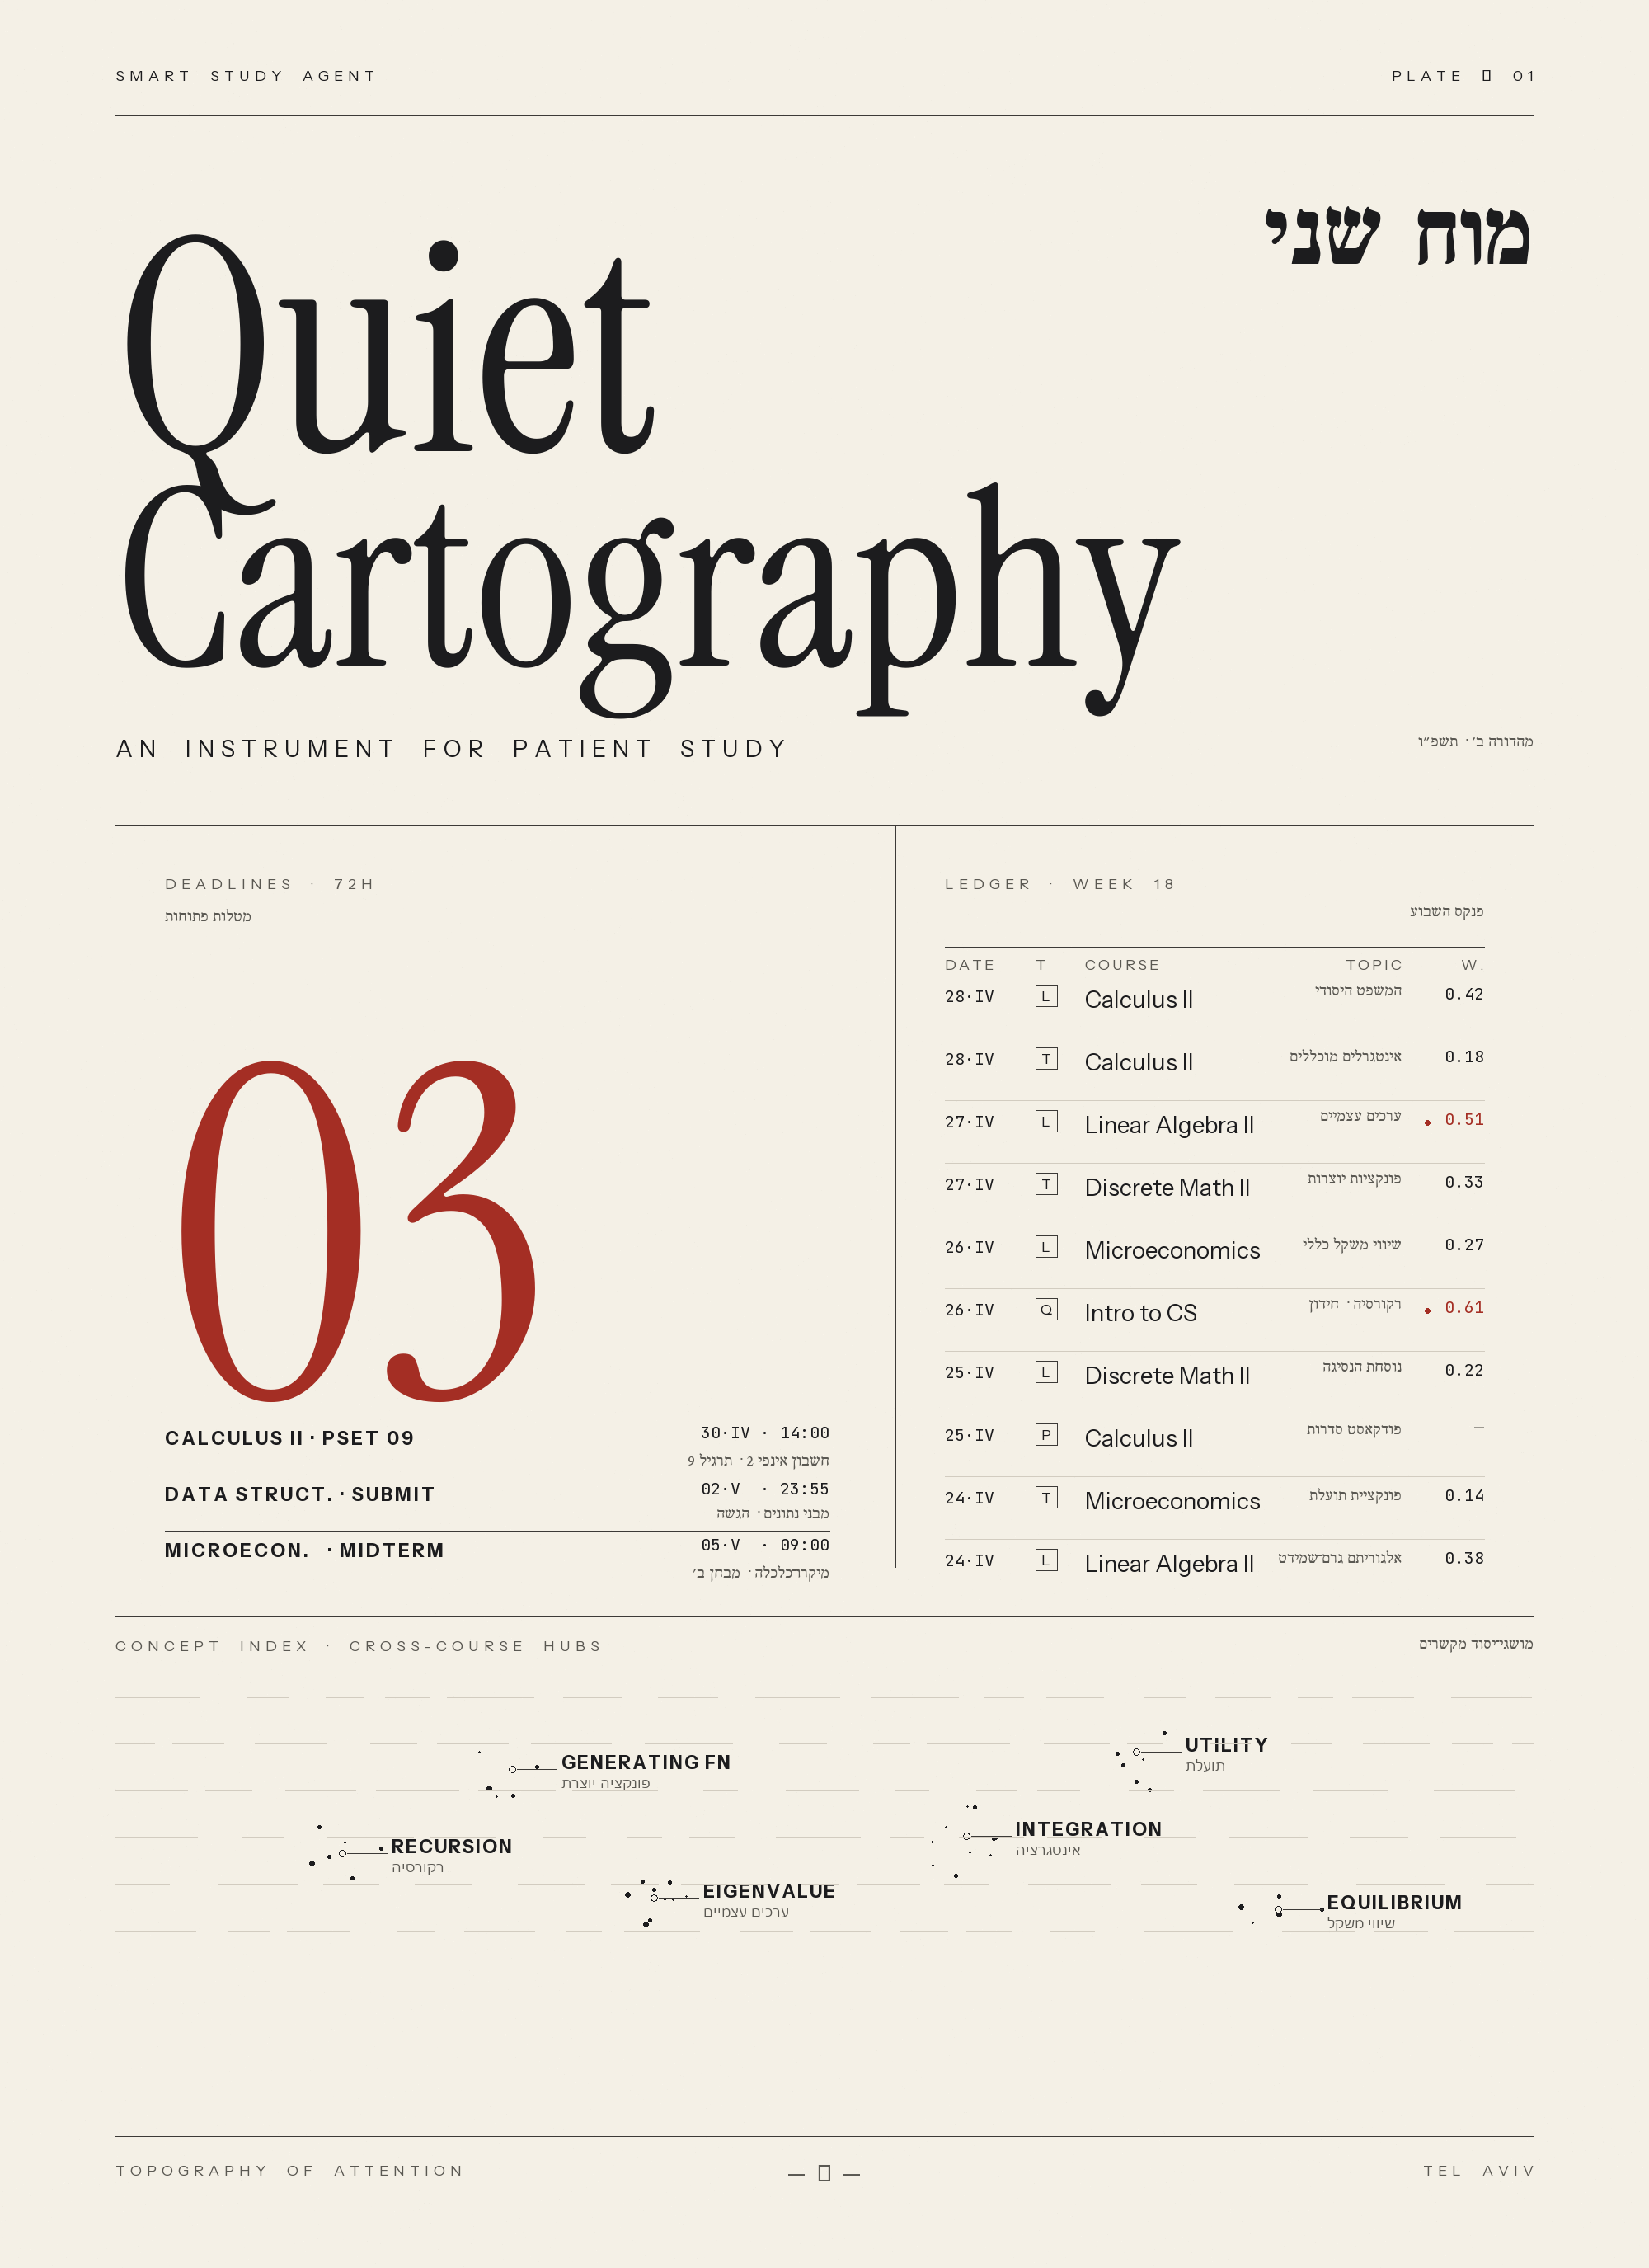 SMART STUDY AGENT
PLATE ▯ 01
מוח שני
Quiet
Cartography
AN INSTRUMENT FOR PATIENT STUDY
מהדורה ב׳ · תשפ״ו
DEADLINES · 72H
מטלות פתוחות
03
CALCULUS II · PSET 09 30·IV · 14:00
חשבון אינפי 2 · תרגיל 9
DATA STRUCT. · SUBMIT 02·V · 23:55
מבני נתונים · הגשה
MICROECON. · MIDTERM 05·V · 09:00
מיקרו־כלכלה · מבחן ב׳
LEDGER · WEEK 18
פנקס השבוע
DATE T COURSE TOPIC W.
28·IV L Calculus II המשפט היסודי 0.42
28·IV T Calculus II אינטגרלים מוכללים 0.18
27·IV L Linear Algebra II ערכים עצמיים • 0.51
27·IV T Discrete Math II פונקציות יוצרות 0.33
26·IV L Microeconomics שיווי משקל כללי 0.27
26·IV Q Intro to CS רקורסיה · חידון • 0.61
25·IV L Discrete Math II נוסחת הנסיגה 0.22
25·IV P Calculus II פודקאסט סדרות —
24·IV T Microeconomics פונקציית תועלת 0.14
24·IV L Linear Algebra II אלגוריתם גרם־שמידט 0.38
CONCEPT INDEX · CROSS-COURSE HUBS
מושגי־יסוד מקשרים
UTILITY
תועלת
GENERATING FN
פונקציה יוצרת
INTEGRATION
אינטגרציה
RECURSION
רקורסיה
EIGENVALUE
ערכים עצמיים
EQUILIBRIUM
שיווי משקל
TOPOGRAPHY OF ATTENTION
— ▯ —
TEL AVIV